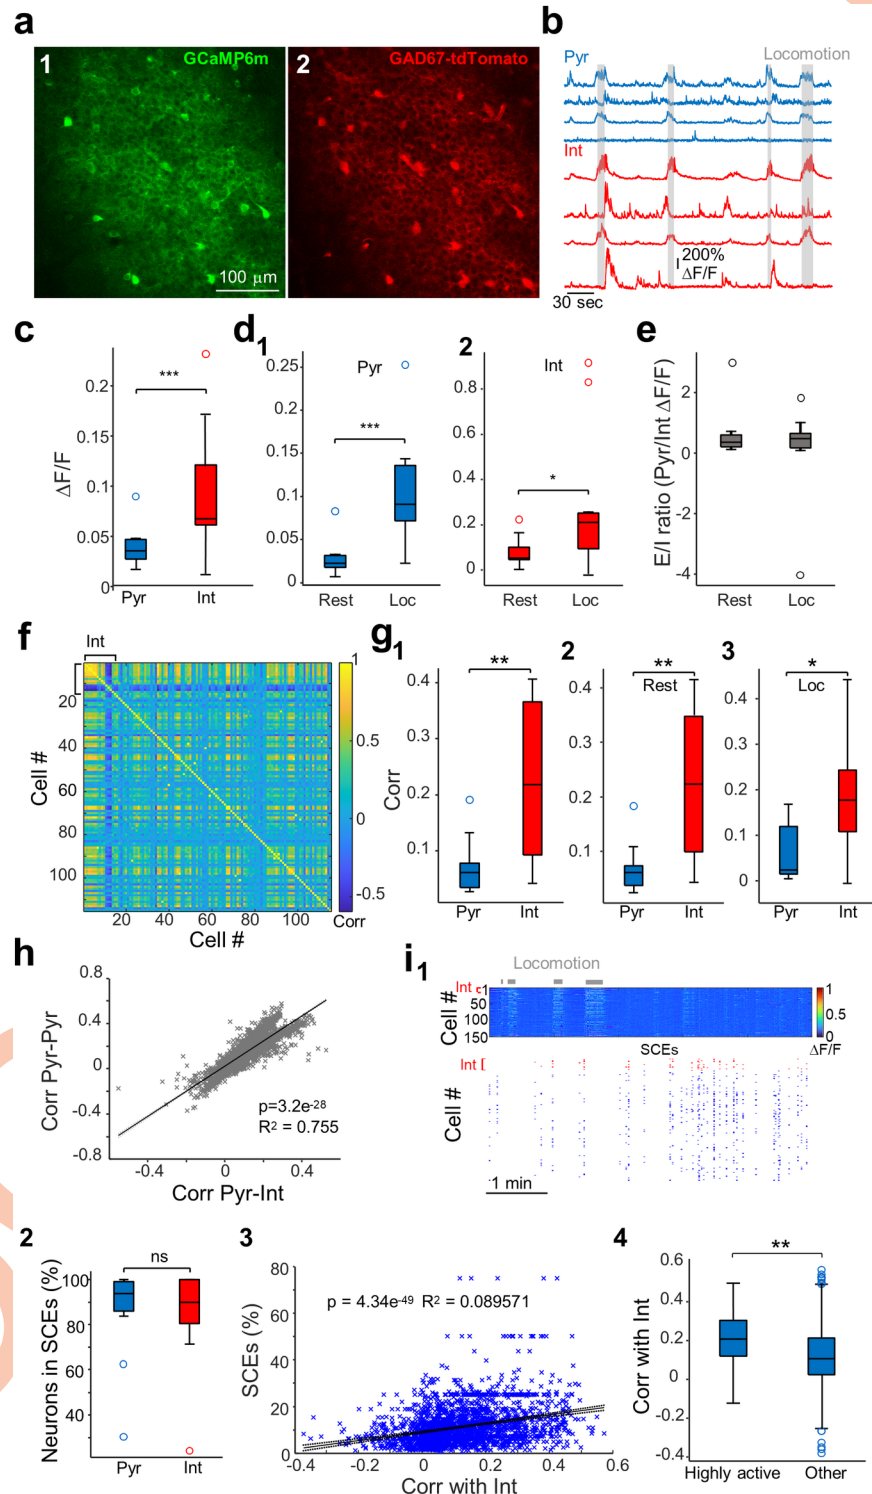 a
1
GCaMP6m
2
GAD67-tdTomato
100 μm
b
Pyr
Locomotion
Int
200%
ΔF/F
30 sec
c
ΔF/F
0.2
0.15
0.1
0.05
0
***
Pyr
Int
d1
0.25
0.20
0.15
0.1
0.05
0
Pyr
***
Rest
Loc
2
0.8
0.6
0.4
0.2
0
Int
*
Rest
Loc
e
E/I ratio (Pyr/Int ΔF/F)
2
0
-2
-4
Rest
Loc
f
Int
Cell #
20
40
60
80
100
20
40
60
80
100
Cell #
1
0.5
0
-0.5
Corr
g1
Corr
0.4
0.3
0.2
0.1
**
Pyr
Int
2
0.4
0.3
0.2
0.1
**
Rest
Pyr
Int
3
0.4
0.3
0.2
0.1
0
*
Loc
Pyr
Int
h
Corr Pyr-Pyr
0.8
0.4
0
-0.4
-0.8
p=3.2e-28
R2 = 0.755
-0.4
0
0.4
Corr Pyr-Int
i1
Locomotion
Int
Cell #
1
50
100
150
1
0.5
0
ΔF/F
SCEs
Int
Cell #
1 min
2
Neurons in SCEs (%)
100
80
60
40
ns
Pyr
Int
3
SCEs (%)
80
60
40
20
0
p = 4.34e-49 R2 = 0.089571
-0.4
-0.2
0
0.2
0.4
0.6
Corr with Int
4
Corr with Int
0.6
0.4
0.2
0
-0.2
-0.4
**
Highly active
Other